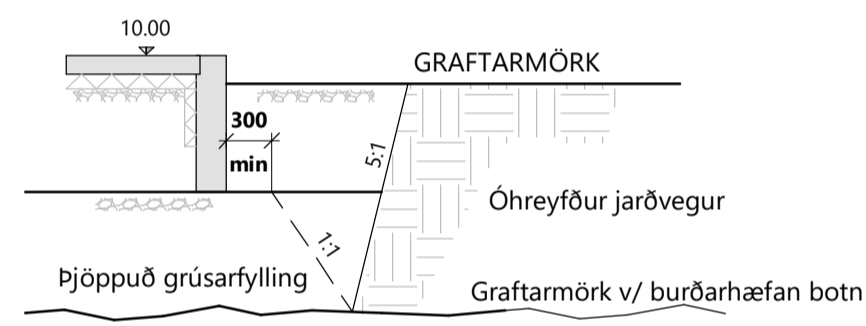 10.00
GRAFTARMÖRK
300
min
5:1
Óhreyfður jarðvegur
1:1
Þjöppuð grúsarfylling
Graftarmörk v/ burðarhæfan botn